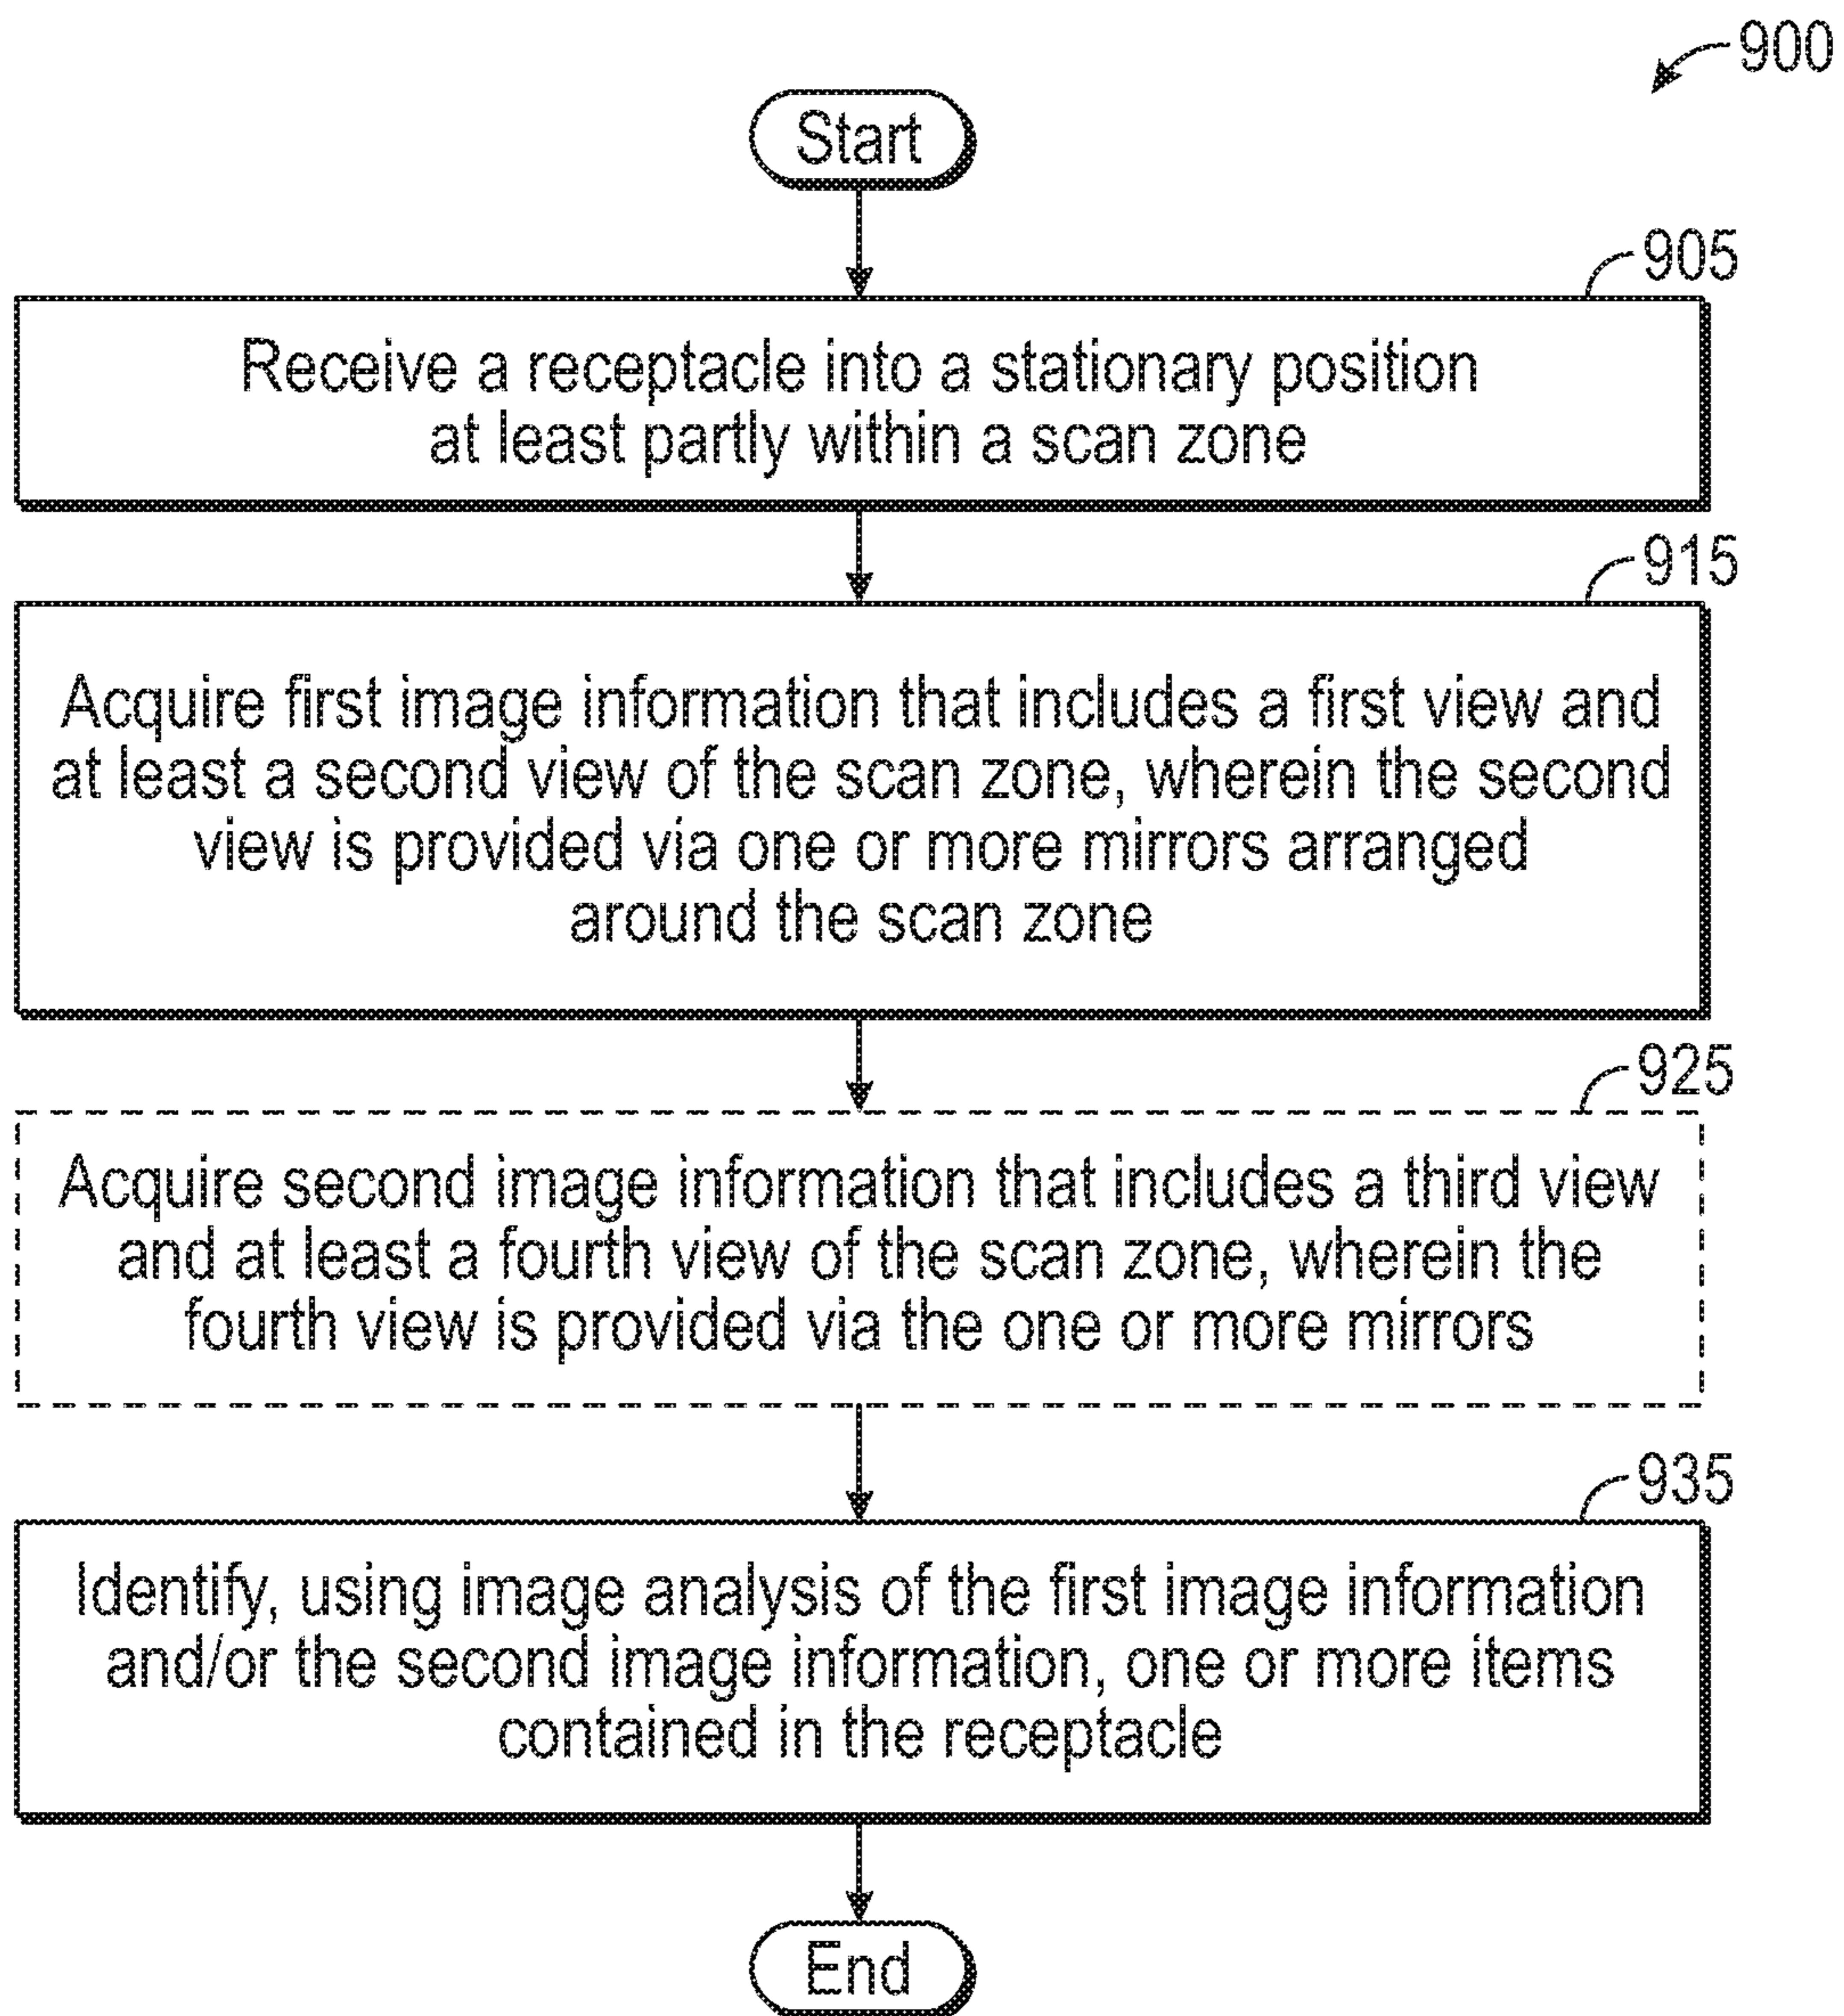 900
Start
905
Receive a receptacle into a stationary position
at least partly within a scan zone
915
Acquire first image information that includes a first view and
at least a second view of the scan zone, wherein the second
view is provided via one or more mirrors arranged
around the scan zone
925
Acquire second image information that includes a third view
and at least a fourth view of the scan zone, wherein the
fourth view is provided via the one or more mirrors
935
Identify, using image analysis of the first image information
and/or the second image information, one or more items
contained in the receptacle
End